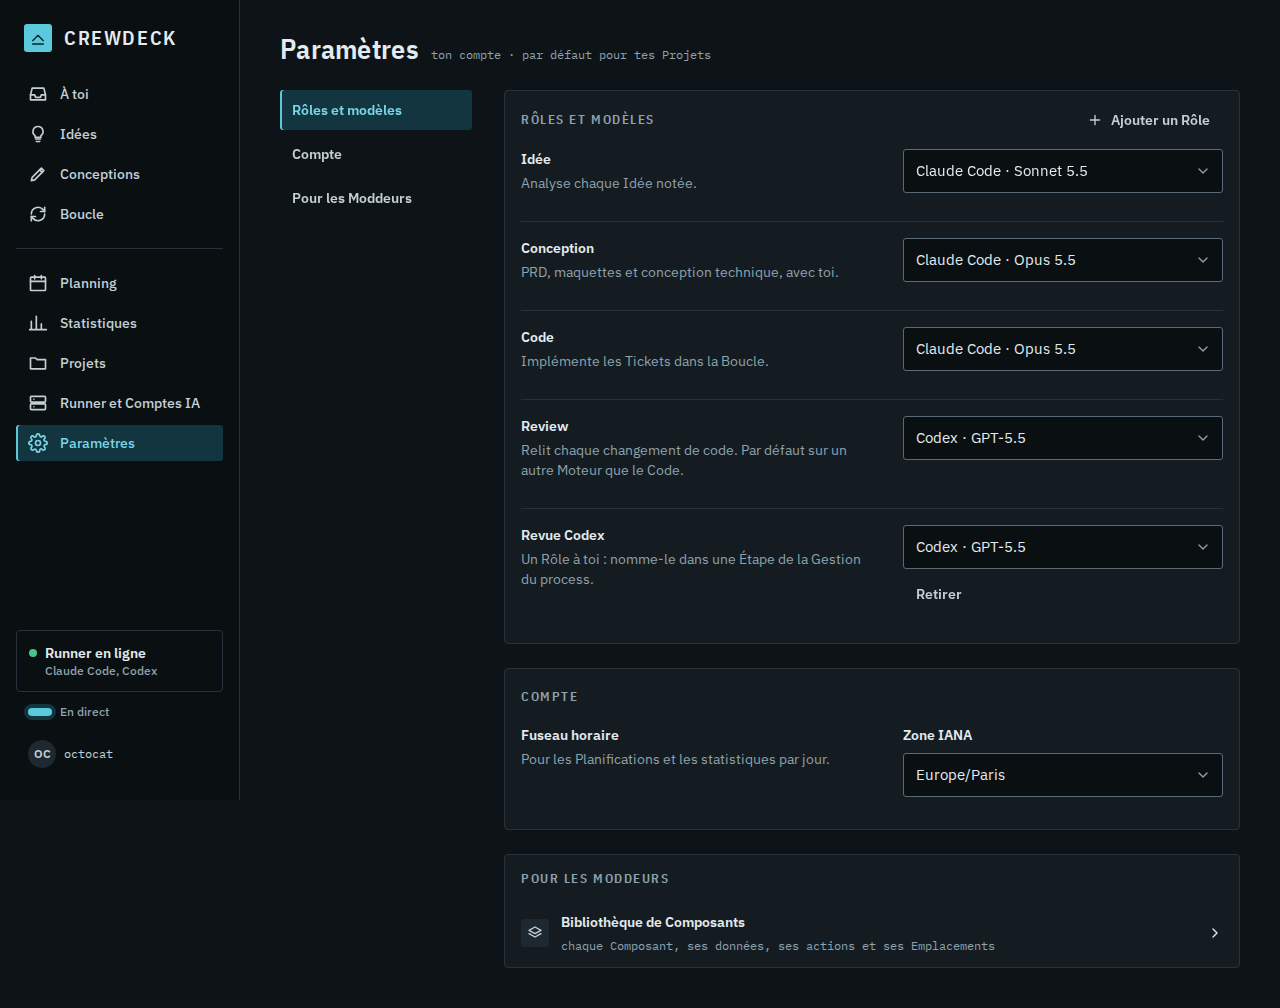 CREWDECK
À toi
Idées
Conceptions
Boucle
Planning
Statistiques
Projets
Runner et Comptes IA
Paramètres
Runner en ligne
Claude Code, Codex
En direct
OC octocat
Paramètres ton compte · par défaut pour tes Projets
Rôles et modèles
Compte
Pour les Moddeurs
RÔLES ET MODÈLES
Ajouter un Rôle
Idée
Analyse chaque Idée notée.
Claude Code · Sonnet 5.5
Conception
PRD, maquettes et conception technique, avec toi.
Claude Code · Opus 5.5
Code
Implémente les Tickets dans la Boucle.
Claude Code · Opus 5.5
Review
Relit chaque changement de code. Par défaut sur un
autre Moteur que le Code.
Codex · GPT-5.5
Revue Codex
Un Rôle à toi : nomme-le dans une Étape de la Gestion
du process.
Codex · GPT-5.5
Retirer
COMPTE
Fuseau horaire
Pour les Planifications et les statistiques par jour.
Zone IANA
Europe/Paris
POUR LES MODDEURS
Bibliothèque de Composants
chaque Composant, ses données, ses actions et ses Emplacements